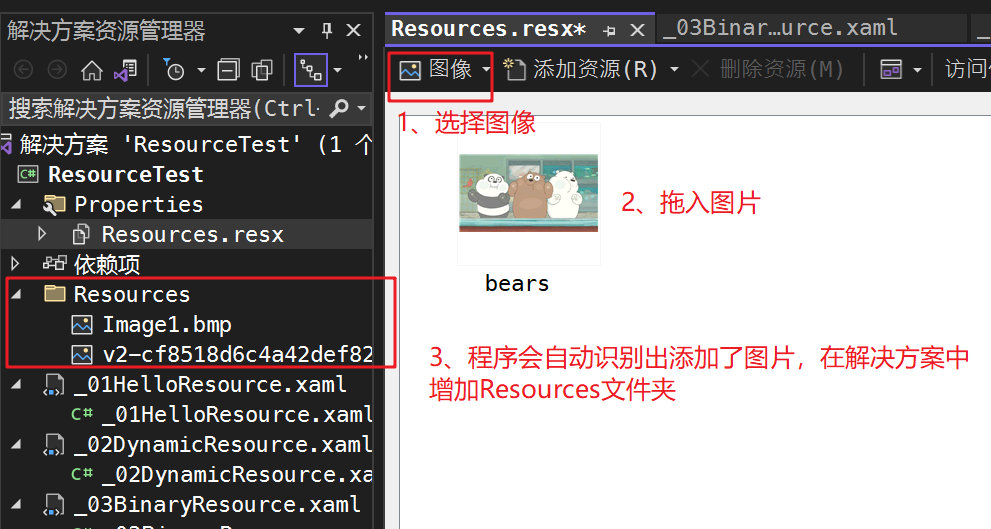 解决方案资源管理器
搜索解决方案资源管理器(Ctrl·
解决方案 'ResourceTest' (1 个
C# ResourceTest
Properties
Resources.resx
依赖项
Resources
Image1.bmp
v2-cf8518d6c4a42def82
_01HelloResource.xaml
C# _01HelloResource.xaml
_02DynamicResource.xaml
C# _02DynamicResource.xa
_03BinaryResource.xaml
Resources.resx* _03Binar…urce.xaml
图像 添加资源(R) 删除资源(M) 访问
1、选择图像
2、拖入图片
bears
3、程序会自动识别出添加了图片，在解决方案中
增加Resources文件夹